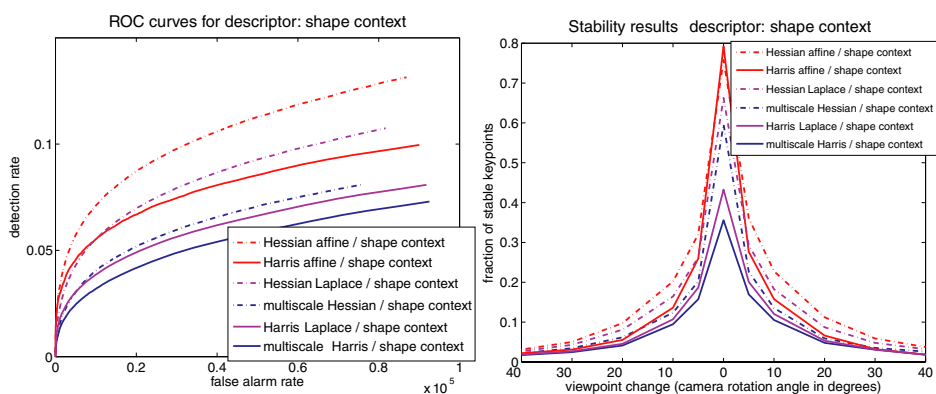 ROC curves for descriptor: shape context
detection rate
0.1
0.05
0
Hessian affine / shape context
Harris affine / shape context
Hessian Laplace / shape context
multiscale Hessian / shape context
Harris Laplace / shape context
multiscale Harris / shape context
0 0.2 0.4 0.6 0.8 1
false alarm rate
x 10^5
Stability results descriptor: shape context
fraction of stable keypoints
0.8
0.7
0.6
0.5
0.4
0.3
0.2
0.1
0
Hessian affine / shape context
Harris affine / shape context
Hessian Laplace / shape context
multiscale Hessian / shape context
Harris Laplace / shape context
multiscale Harris / shape context
40 30 20 10 0 10 20 30 40
viewpoint change (camera rotation angle in degrees)